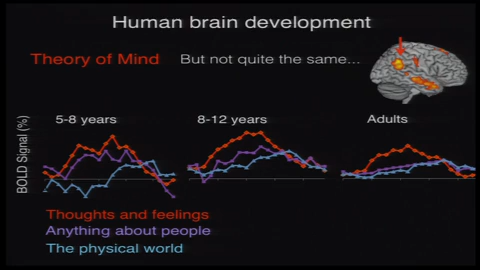 Human brain development
Theory of Mind
But not quite the same...
5-8 years
8-12 years
Adults
BOLD Signal (%)
Thoughts and feelings
Anything about people
The physical world